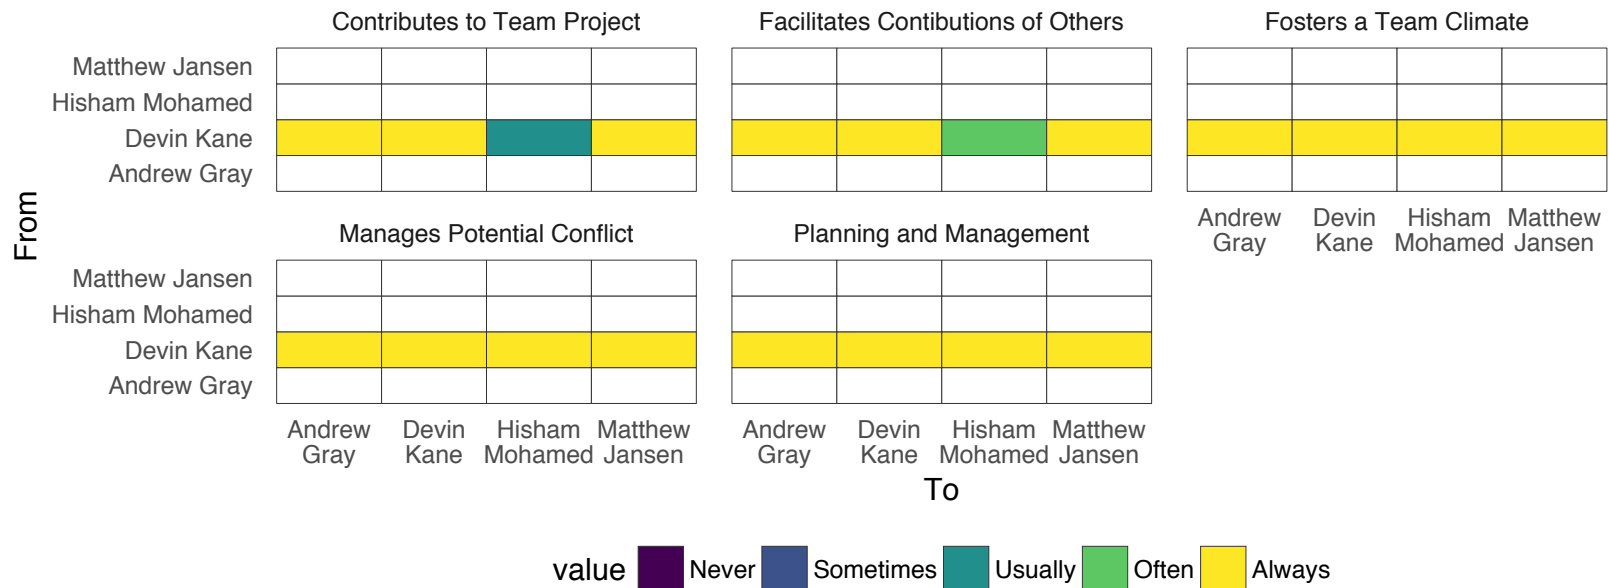 Contributes to Team Project
Facilitates Contibutions of Others
Fosters a Team Climate
Matthew Jansen
Hisham Mohamed
Devin Kane
Andrew Gray
Andrew Gray
Devin Kane
Hisham Mohamed
Matthew Jansen
From
Manages Potential Conflict
Planning and Management
Matthew Jansen
Hisham Mohamed
Devin Kane
Andrew Gray
Andrew Gray
Devin Kane
Hisham Mohamed
Matthew Jansen
Andrew Gray
Devin Kane
Hisham Mohamed
Matthew Jansen
To
value Never Sometimes Usually Often Always